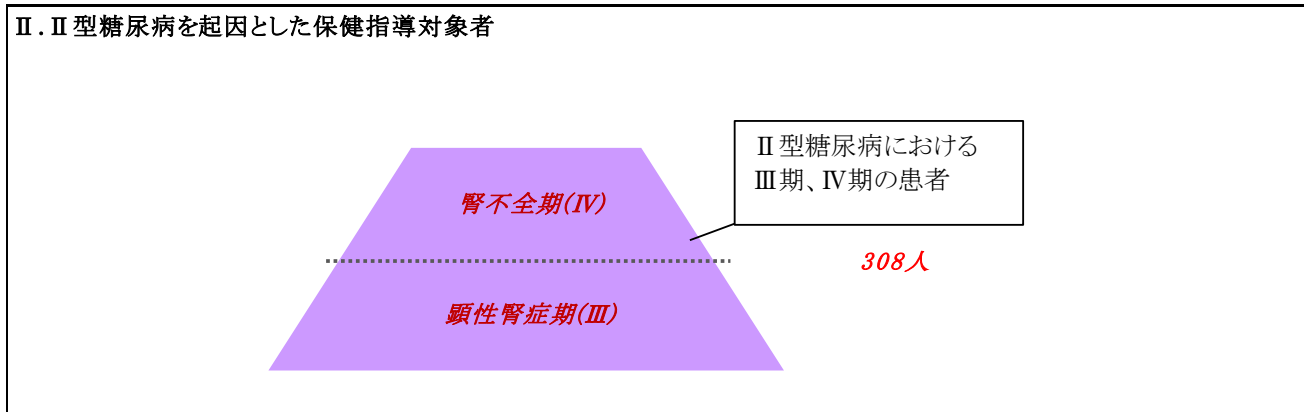 Ⅱ.Ⅱ型糖尿病を起因とした保健指導対象者
Ⅱ型糖尿病における
Ⅲ期、Ⅳ期の患者
腎不全期(Ⅳ)
308人
顕性腎症期(Ⅲ)